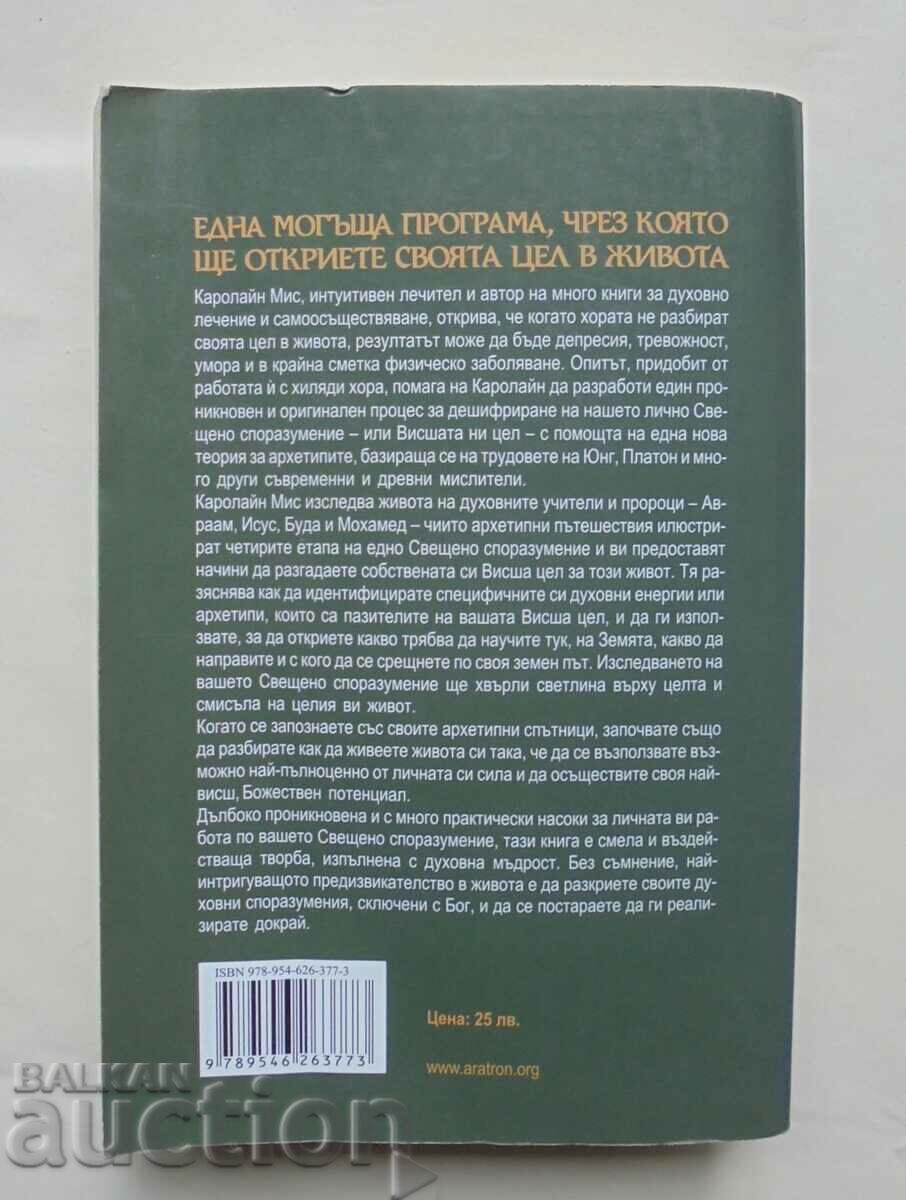 ЕДНА МОГЪЩА ПРОГРАМА, ЧРЕЗ КОЯТО
ЩЕ ОТКРИЕТЕ СВОЯТА ЦЕЛ В ЖИВОТА
Каролайн Мис, интуитивен лечител и автор на много книги за духовно
лечение и самоосъществяване, открива, че когато хората не разбират
своята цел в живота, резултатът може да бъде депресия, тревожност,
умора и в крайна сметка физическо заболяване. Опитът, придобит от
работата ѝ с хиляди хора, помага на Каролайн да разработи един про-
никновен и оригинален процес за дешифриране на нашето лично Све-
щено споразумение – или Висшата ни цел – с помощта на една нова
теория за архетипите, базираща се на трудовете на Юнг, Платон и мно-
го други съвременни и древни мислители.
Каролайн Мис изследва живота на духовните учители и пророци – Ав-
раам, Исус, Буда и Мохамед – чиито архетипни пътешествия илюстри-
рат четирите етапа на едно Свещено споразумение и ви предоставят
начини да разгадаете собствената си Висша цел за този живот. Тя ра-
зяснява как да идентифицирате специфичните си духовни енергии или
архетипи, които са пазителите на вашата Висша цел, и да ги изпол-
звате, за да откриете какво трябва да научите тук, на Земята, какво да
направите и с кого да се срещнете по своя земен път. Изследването на
вашето Свещено споразумение ще хвърли светлина върху целта и
смисъла на целия ви живот.
Когато се запознаете със своите архетипни спътници, започвате също
да разбирате как да живеете живота си така, че да се възползвате въз-
можно най-пълноценно от личната си сила и да осъществите своя най-
висш, Божествен потенциал.
Дълбоко проникновена и с много практически насоки за личната ви ра-
бота по вашето Свещено споразумение, тази книга е смела и въздей-
стваща творба, изпълнена с духовна мъдрост. Без съмнение, най-
интригуващото предизвикателство в живота е да разкриете своите ду-
ховни споразумения, сключени с Бог, и да се постараете да ги реали-
зирате докрай.
ISBN 978-954-626-377-3
9 789546 263773
Цена: 25 лв.
www.aratron.org
BALKAN
auction